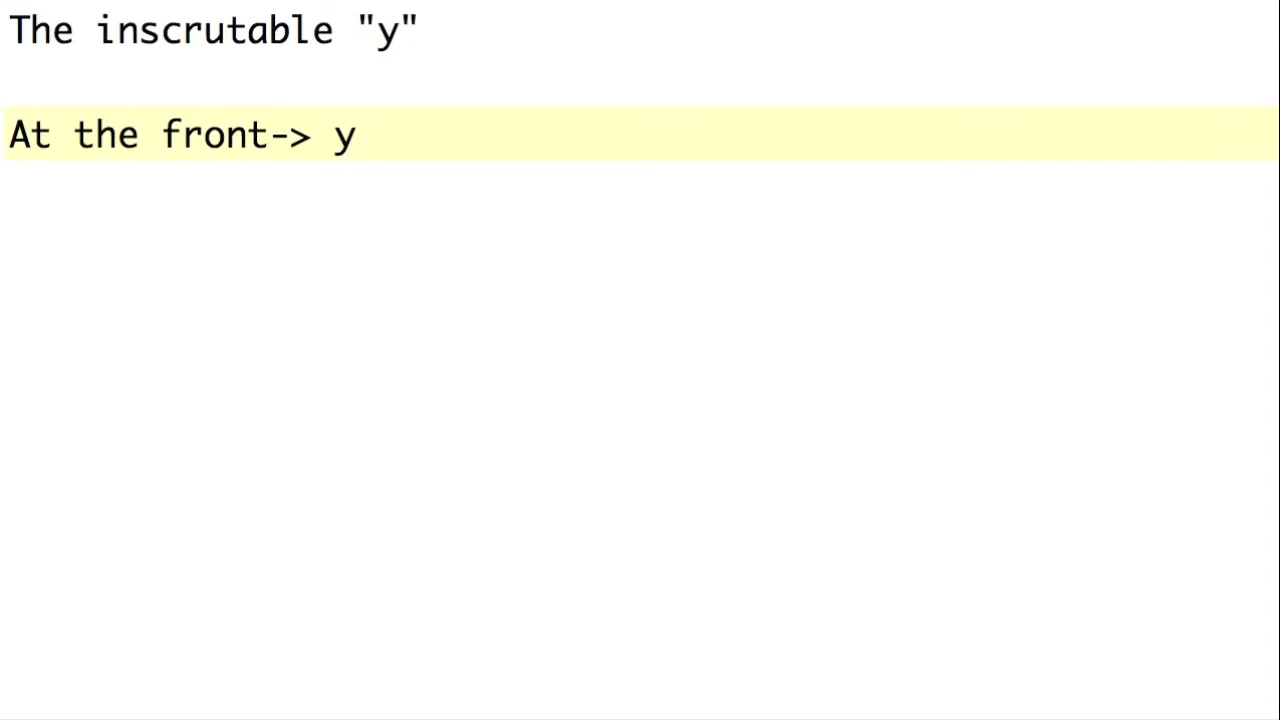 The inscrutable "y"
At the front-> y